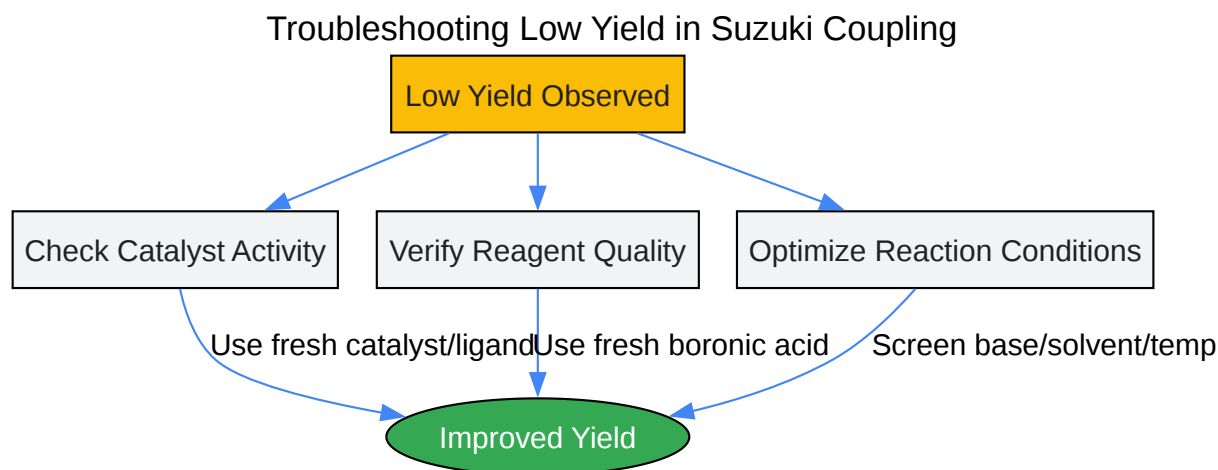 Troubleshooting Low Yield in Suzuki Coupling
Low Yield Observed
Check Catalyst Activity
Verify Reagent Quality
Optimize Reaction Conditions
Use fresh catalyst/ligand
Use fresh boronic acid
Screen base/solvent/temp
Improved Yield